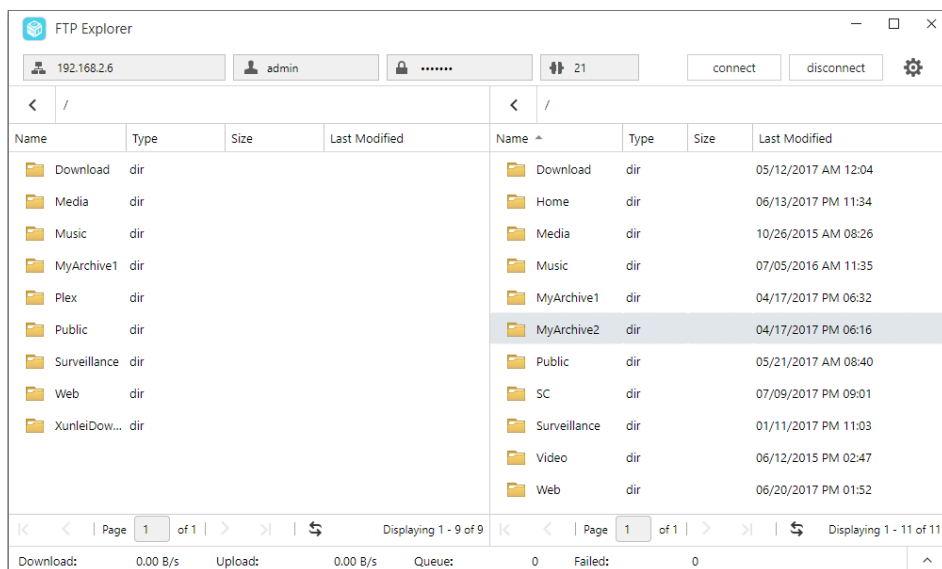 FTP Explorer
192.168.2.6 admin ••••••• 21 connect disconnect
/ /
Name Type Size Last Modified Name Type Size Last Modified
Download dir Download dir 05/12/2017 AM 12:04
Media dir Home dir 06/13/2017 PM 11:34
Music dir Media dir 10/26/2015 AM 08:26
MyArchive1 dir Music dir 07/05/2016 AM 11:35
Plex dir MyArchive1 dir 04/17/2017 PM 06:32
Public dir MyArchive2 dir 04/17/2017 PM 06:16
Surveillance dir Public dir 05/21/2017 AM 08:40
Web dir SC dir 07/09/2017 PM 09:01
XunleiDow... dir Surveillance dir 01/11/2017 PM 11:03
Video dir 06/12/2015 PM 02:47
Web dir 06/20/2017 PM 01:52
Page 1 of 1 Displaying 1 - 9 of 9 Page 1 of 1 Displaying 1 - 11 of 11
Download: 0.00 B/s Upload: 0.00 B/s Queue: 0 Failed: 0